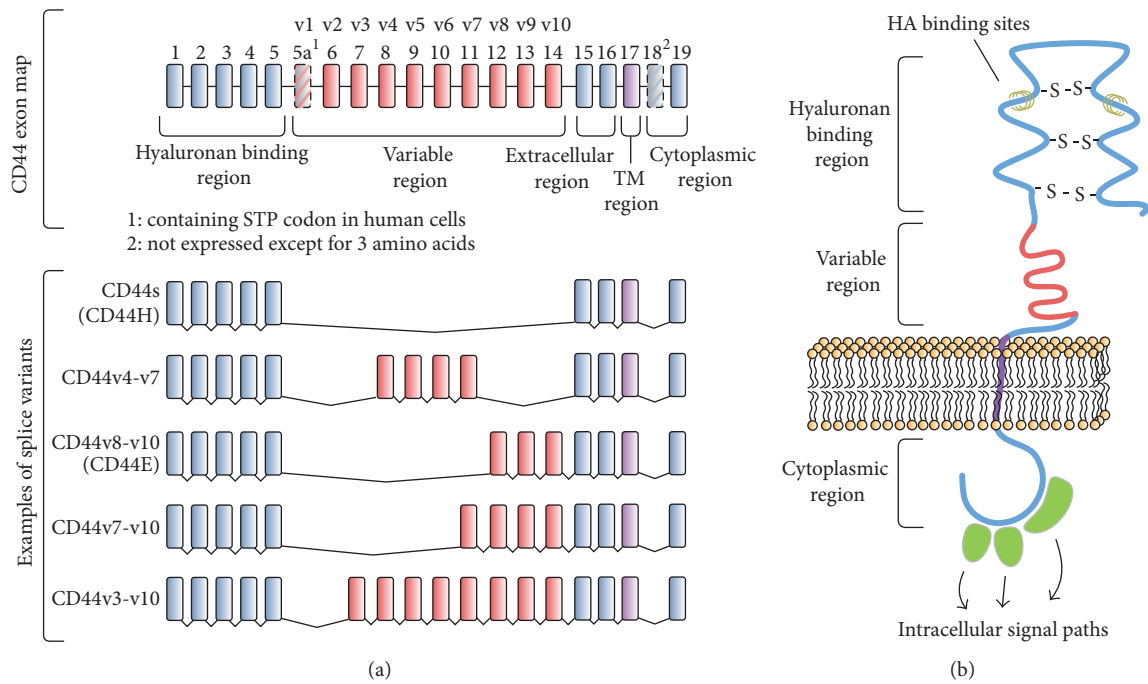 CD44 exon map
v1 v2 v3 v4 v5 v6 v7 v8 v9 v10
1 2 3 4 5 5a1 6 7 8 9 10 11 12 13 14 15 16 17 18 2 19
Hyaluronan binding
region
Variable
region
Extracellular
region
TM
region
Cytoplasmic
region
1: containing STP codon in human cells
2: not expressed except for 3 amino acids
Examples of splice variants
CD44s
(CD44H)
CD44v4-v7
CD44v8-v10
(CD44E)
CD44v7-v10
CD44v3-v10
(a)
HA binding sites
Hyaluronan
binding
region
-S-S-
-S-S-
-S-S-
Variable
region
Cytoplasmic
region
Intracellular signal paths
(b)